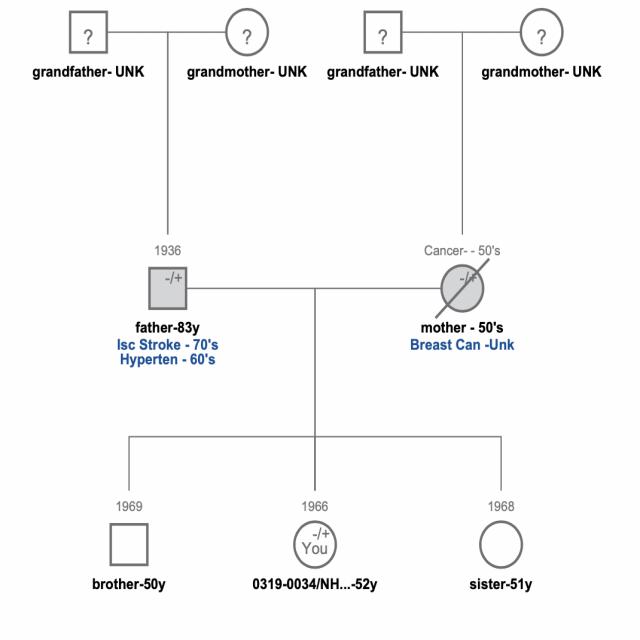 ? ? ? ?
grandfather- UNK grandmother- UNK grandfather- UNK grandmother- UNK
1936 Cancer- - 50's
-/+ -/+
father-83y mother - 50's
Isc Stroke - 70's Breast Can -Unk
Hyperten - 60's
1969 1966 1968
-/+
You
brother-50y 0319-0034/NH...-52y sister-51y